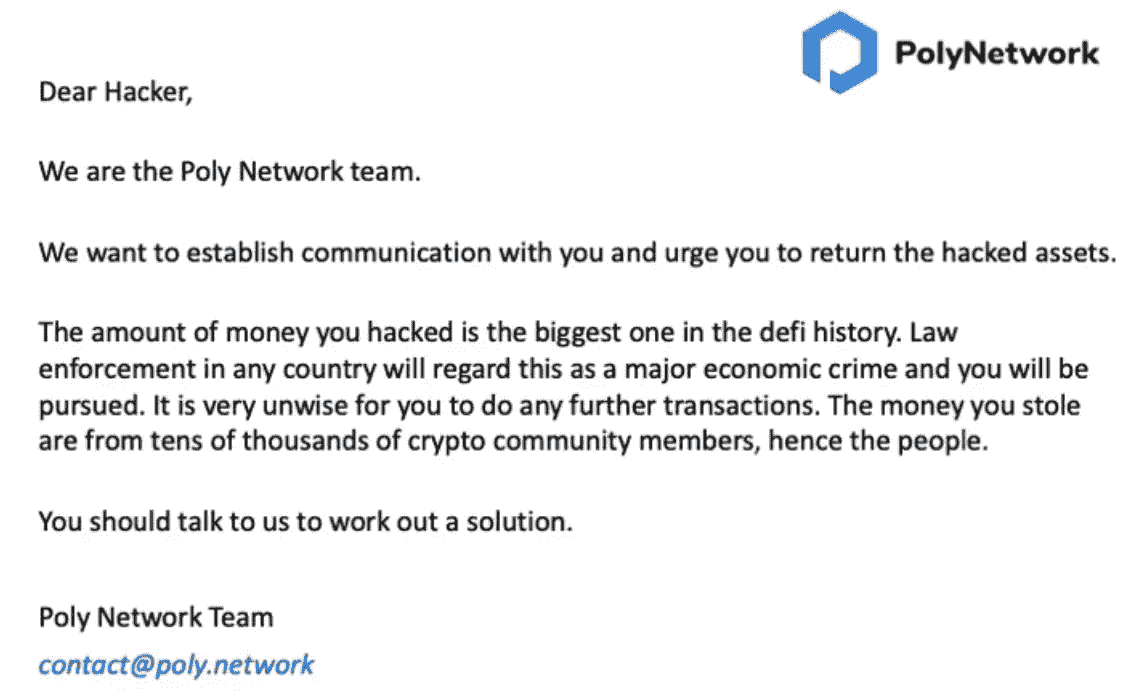 PolyNetwork
Dear Hacker,
We are the Poly Network team.
We want to establish communication with you and urge you to return the hacked assets.
The amount of money you hacked is the biggest one in the defi history. Law
enforcement in any country will regard this as a major economic crime and you will be
pursued. It is very unwise for you to do any further transactions. The money you stole
are from tens of thousands of crypto community members, hence the people.
You should talk to us to work out a solution.
Poly Network Team
contact@poly.network